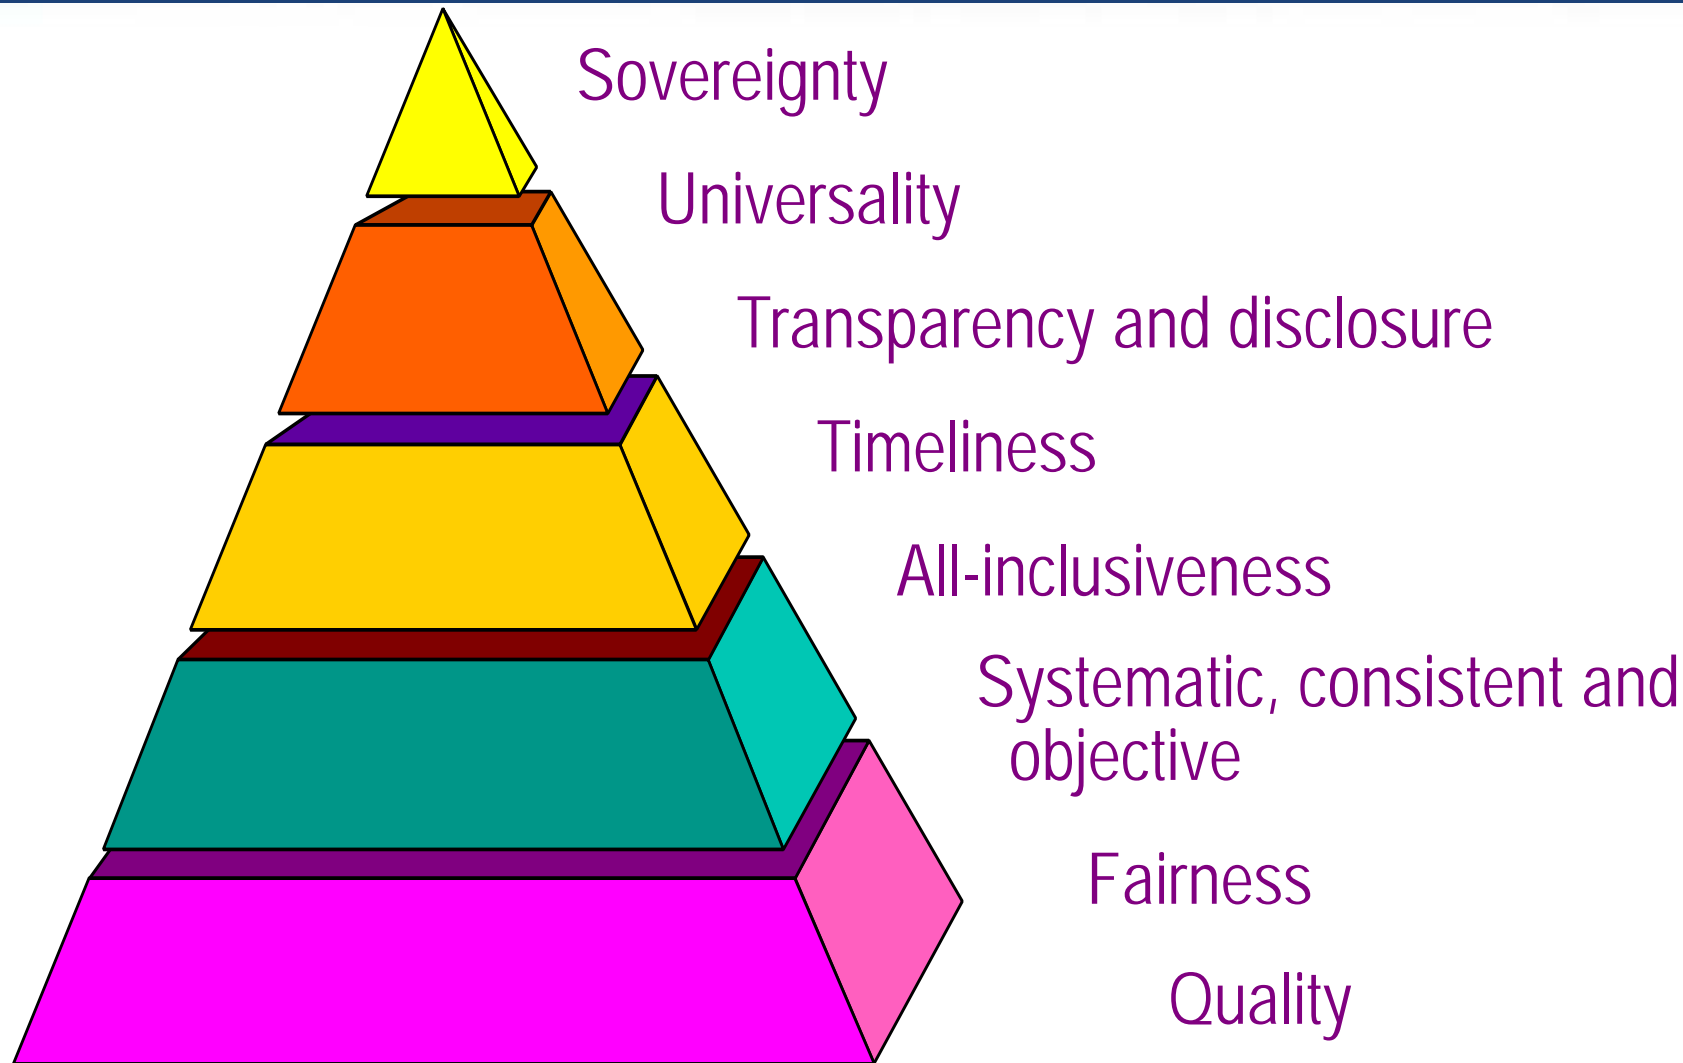 Sovereignty
Universality
Transparency and disclosure
Timeliness
All-inclusiveness
Systematic, consistent and
objective
Fairness
Quality